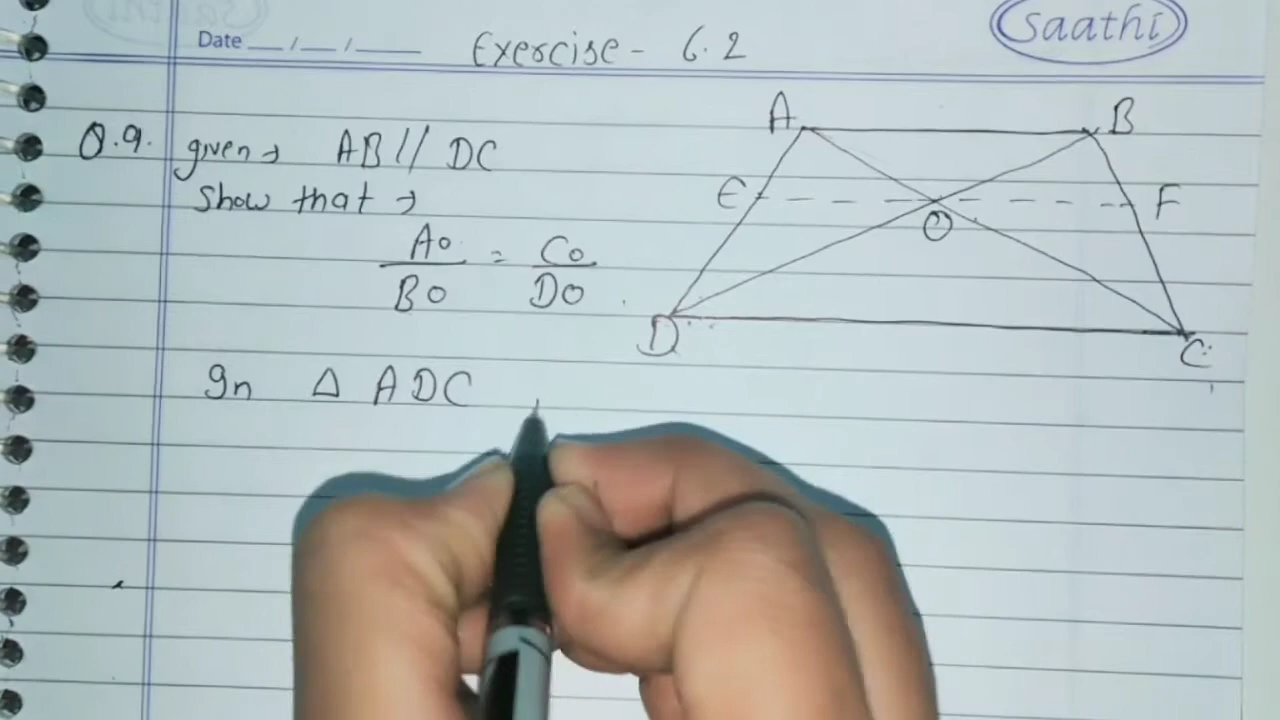 Saathi
Date __/__/____
Exercise - 6.2
Q.9. given → AB // DC
Show that →
AO/BO = CO/DO .
In △ ADC
A
B
E
F
O
D
C